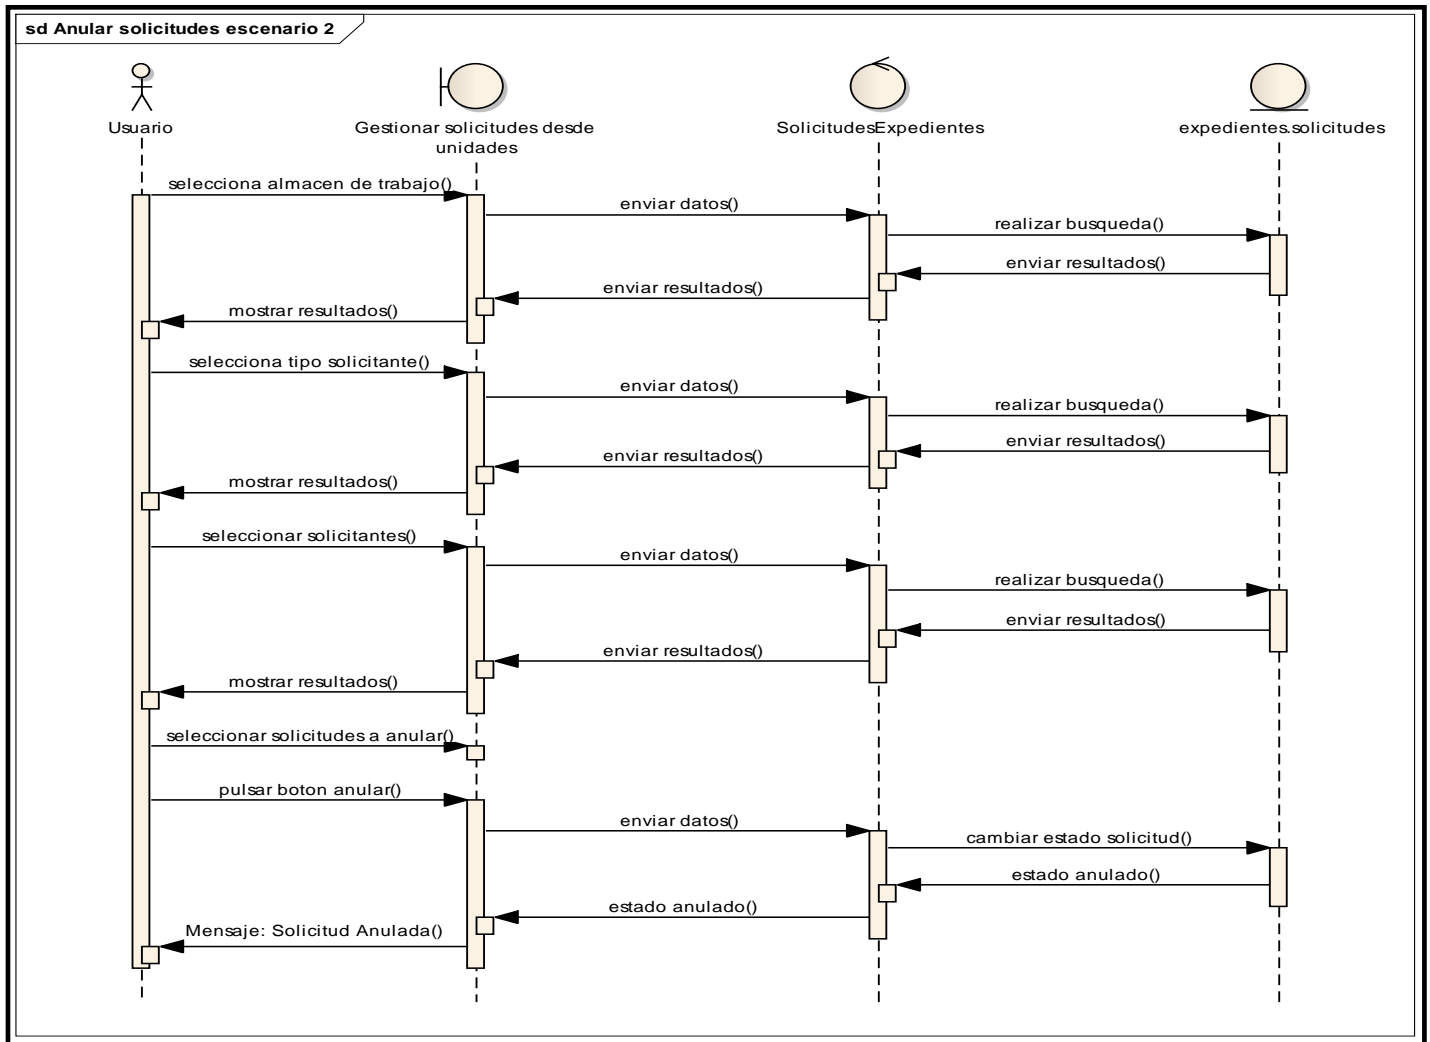 sd Anular solicitudes escenario 2
Usuario
Gestionar solicitudes desde
unidades
SolicitudesExpedientes
expedientes.solicitudes
selecciona almacen de trabajo()
enviar datos()
realizar busqueda()
enviar resultados()
enviar resultados()
mostrar resultados()
selecciona tipo solicitante()
enviar datos()
realizar busqueda()
enviar resultados()
enviar resultados()
mostrar resultados()
seleccionar solicitantes()
enviar datos()
realizar busqueda()
enviar resultados()
enviar resultados()
mostrar resultados()
seleccionar solicitudes a anular()
pulsar boton anular()
enviar datos()
cambiar estado solicitud()
estado anulado()
estado anulado()
Mensaje: Solicitud Anulada()